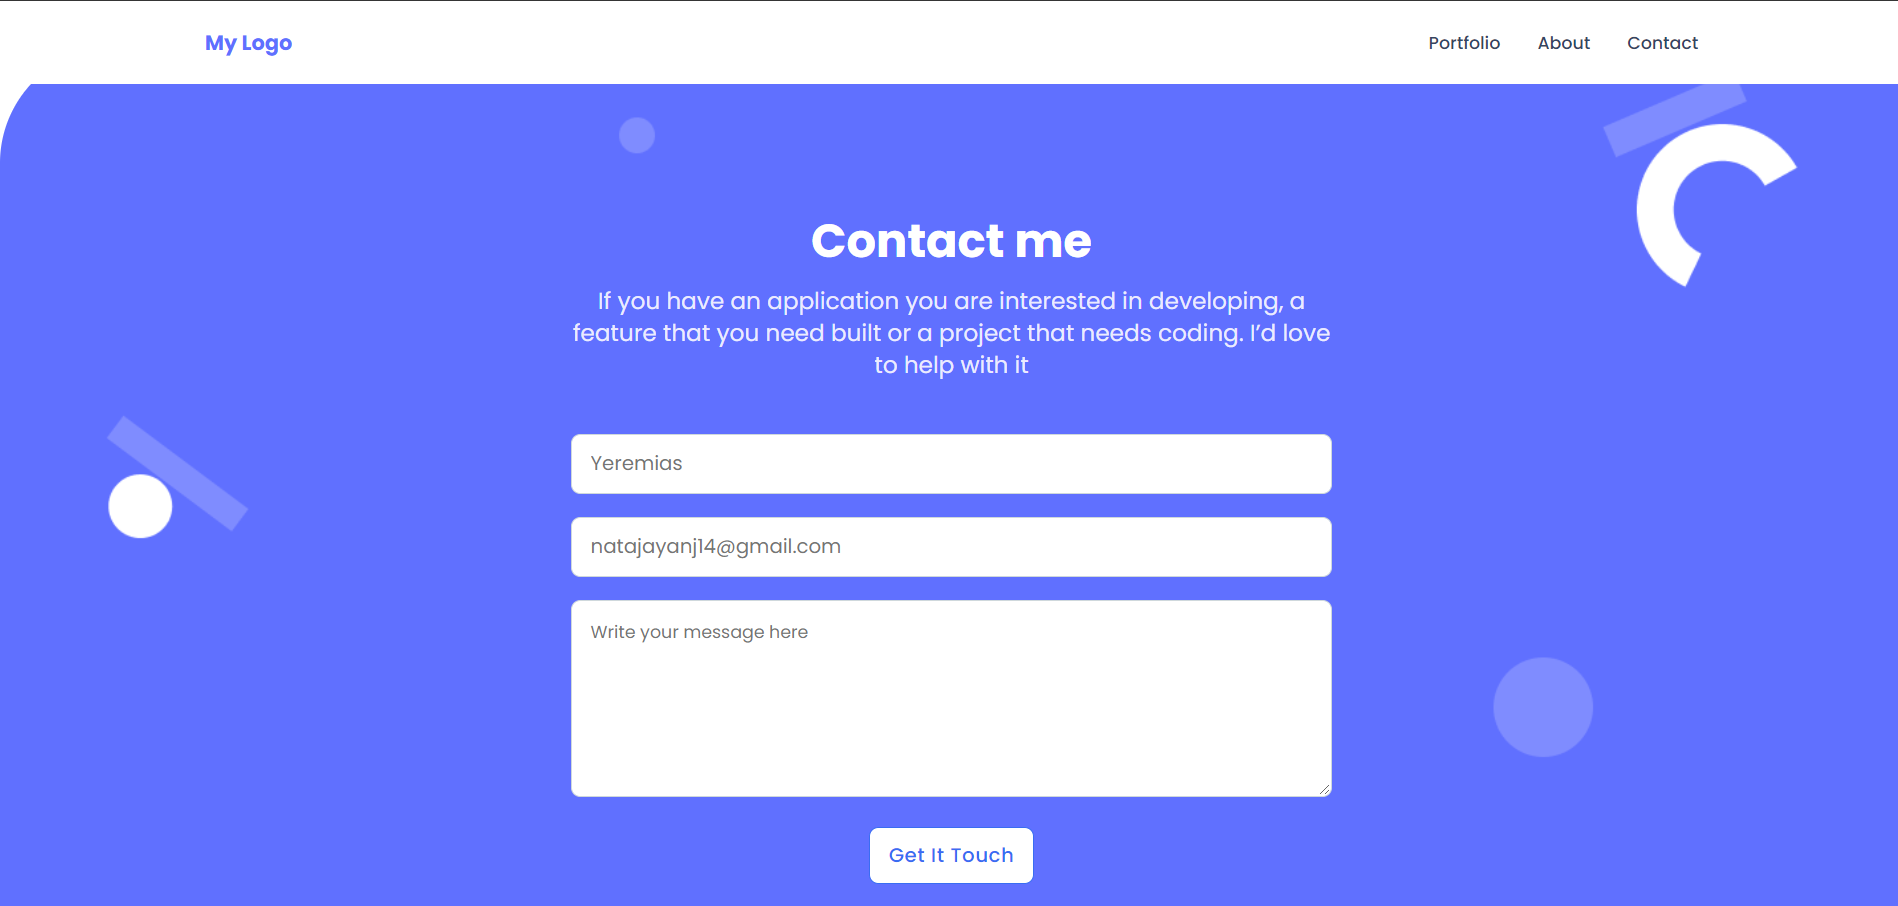 My Logo
Portfolio About Contact
Contact me
If you have an application you are interested in developing, a
feature that you need built or a project that needs coding. I’d love
to help with it
Yeremias
natajayanj14@gmail.com
Write your message here
Get It Touch